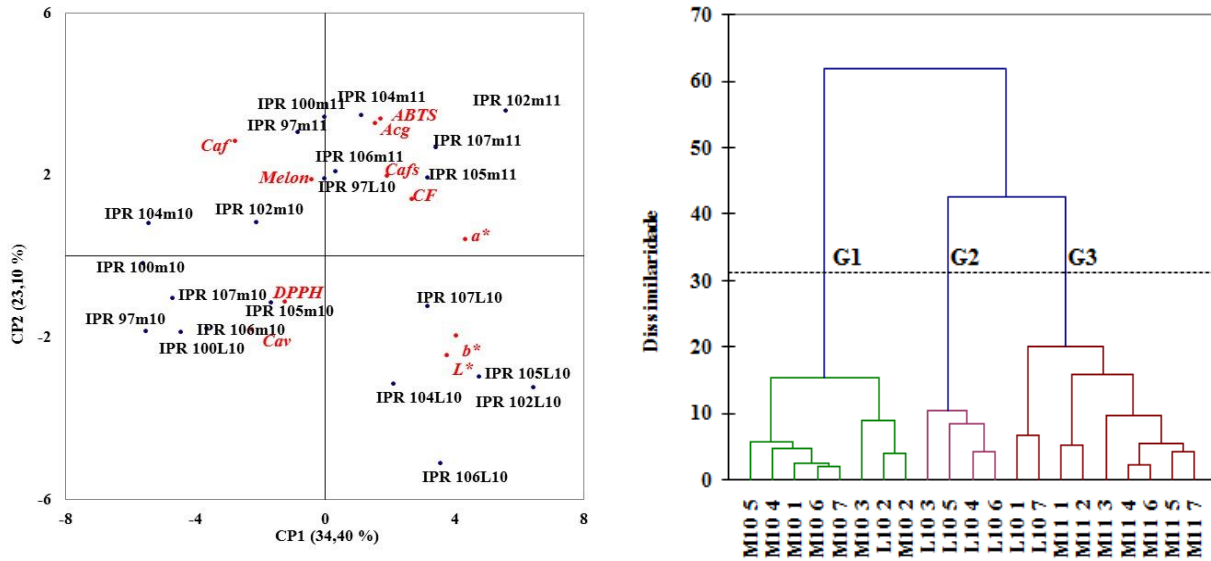 6
2
-2
-6
-8
-4
0
4
8
CP2 (23,10 %)
CP1 (34,40 %)
IPR 100m11
IPR 104m11
IPR 102m11
ABTS
Acg
IPR 97m11
IPR 107m11
Caf
IPR 106m11
Cafs
Melon
IPR 97L10
IPR 105m11
CF
IPR 104m10
IPR 102m10
a*
IPR 100m10
IPR 107m10
DPPH
IPR 107L10
IPR 105m10
IPR 97m10
IPR 106m10
IPR 100L10
Cav
b*
L*
IPR 105L10
IPR 104L10
IPR 102L10
IPR 106L10
70
60
50
40
30
20
10
0
Dissimilaridade
G1
G2
G3
M10 5
M10 4
M10 1
M10 6
M10 7
M10 3
L10 2
M10 2
L10 3
L10 5
L10 4
L10 6
L10 1
L10 7
M11 1
M11 2
M11 3
M11 4
M11 6
M11 5
M11 7